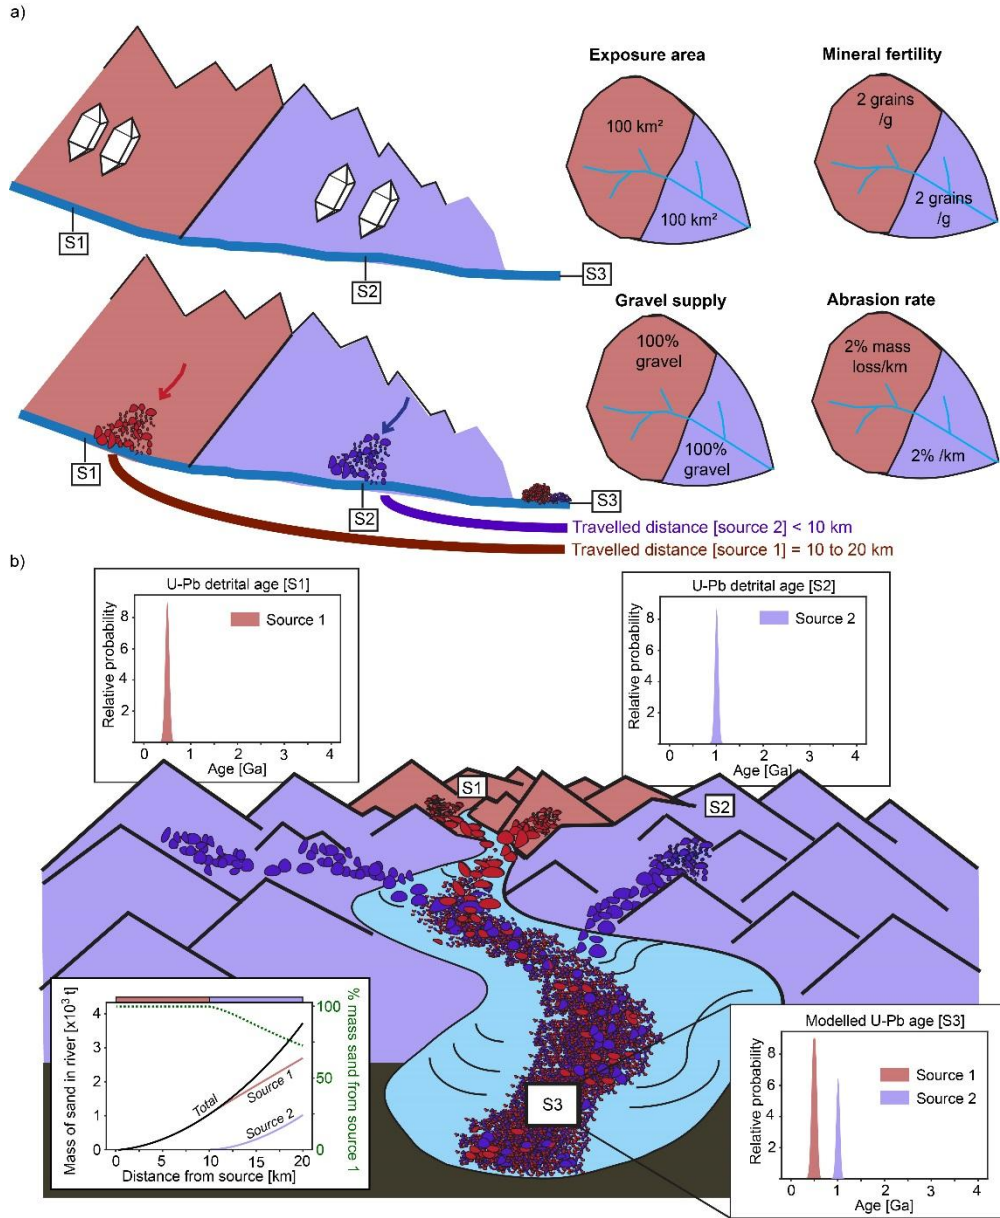 a)
Exposure area
Mineral fertility
100 km²
100 km²
2 grains
/g
2 grains
/g
S1
S2
S3
Gravel supply
Abrasion rate
100%
gravel
100%
gravel
2% mass
loss/km
2% /km
S1
S2
S3
Travelled distance [source 2] < 10 km
Travelled distance [source 1] = 10 to 20 km
b)
U-Pb detrital age [S1]
Relative probability
8
6
4
2
0 1 2 3 4
Age [Ga]
Source 1
U-Pb detrital age [S2]
Relative probability
8
6
4
2
0 1 2 3 4
Age [Ga]
Source 2
S1
S2
S3
Mass of sand in river [x10³ t]
4
3
2
1
0
0 5 10 15 20
Distance from source [km]
Total
Source 1
Source 2
100
50
0
% mass sand from source 1
Modelled U-Pb age [S3]
Relative probability
8
6
4
2
0 1 2 3 4
Age [Ga]
Source 1
Source 2